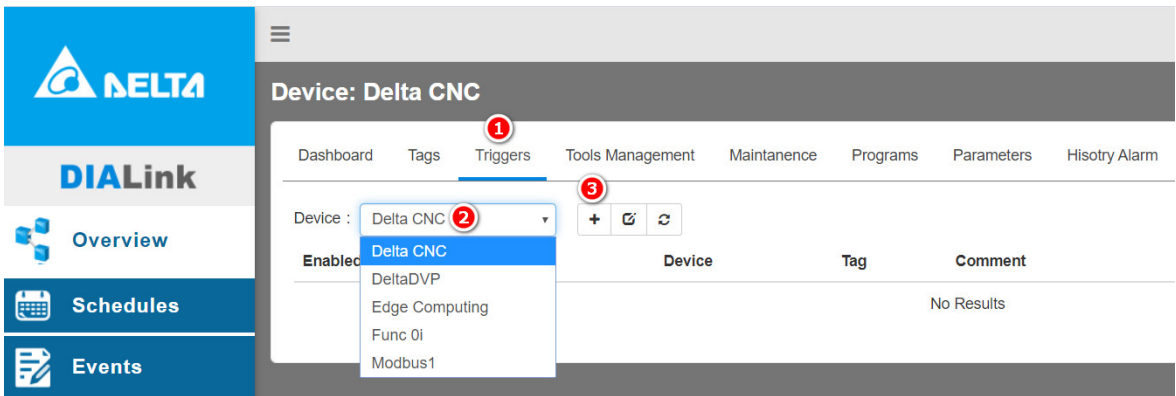 DELTA
Device: Delta CNC
1
Dashboard Tags Triggers Tools Management Maintanence Programs Parameters Hisotry Alarm
DIALink
3
Device : Delta CNC 2
Overview
Delta CNC
Enabled Device Tag Comment
DeltaDVP
Schedules
Edge Computing
No Results
Func 0i
Events
Modbus1